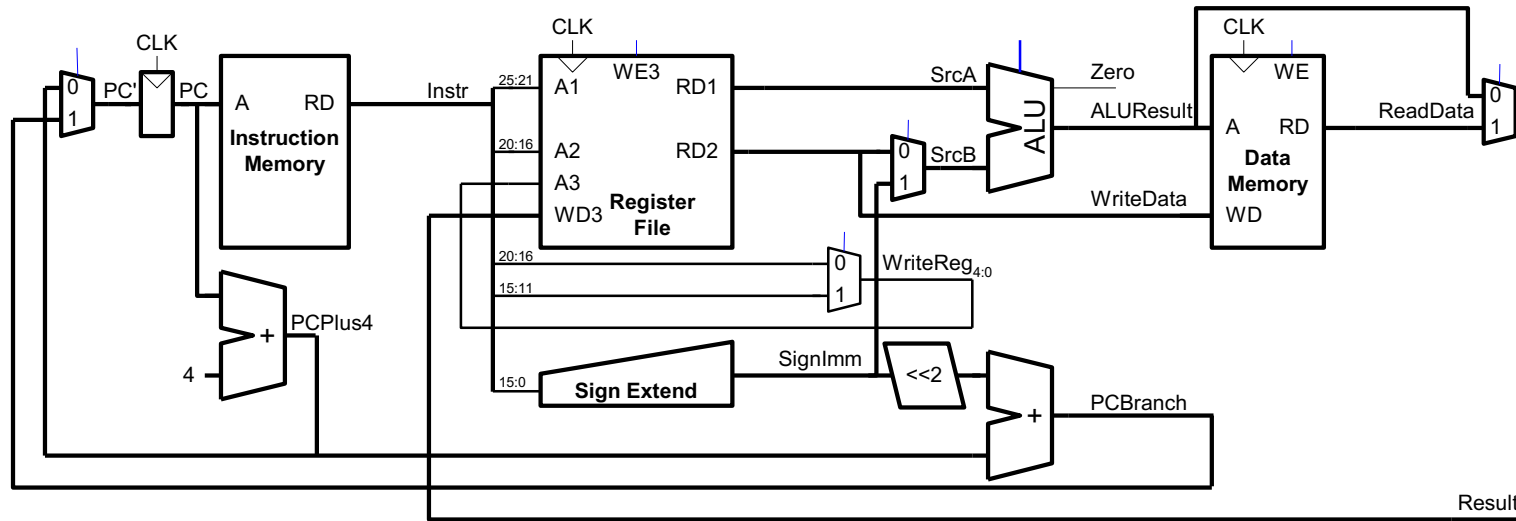 CLK
CLK
CLK
0
1
PC'
PC
A
RD
Instruction
Memory
Instr
25:21
20:16
20:16
15:11
15:0
WE3
A1
RD1
A2
RD2
A3
WD3
Register
File
SrcA
0
1
SrcB
ALU
Zero
ALUResult
WE
A
RD
Data
Memory
WD
WriteData
ReadData
0
1
0
1
WriteReg4:0
+
PCPlus4
4
Sign Extend
SignImm
<<2
+
PCBranch
Result